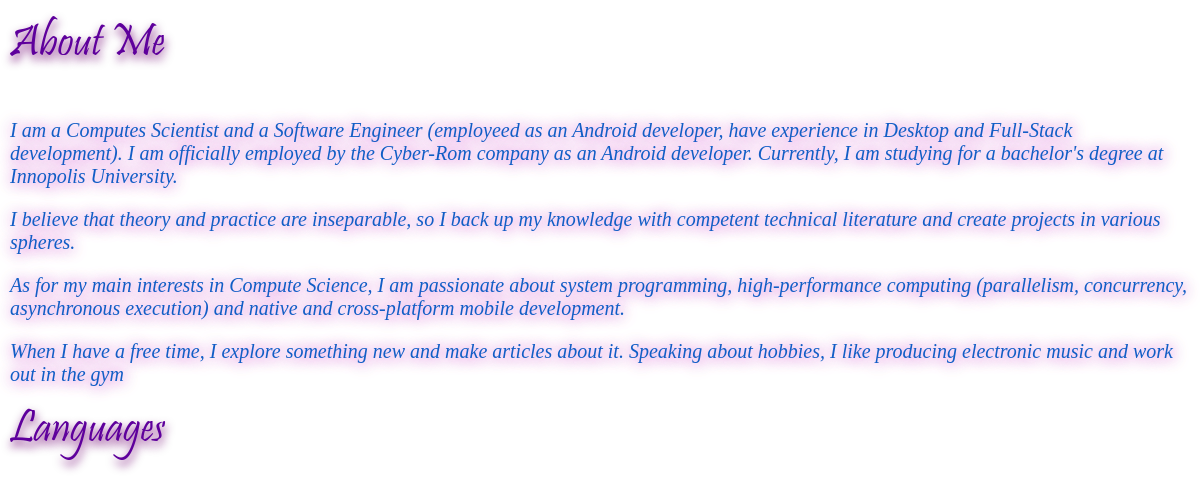 About Me
I am a Computes Scientist and a Software Engineer (employeed as an Android developer, have experience in Desktop and Full-Stack
development). I am officially employed by the Cyber-Rom company as an Android developer. Currently, I am studying for a bachelor's degree at
Innopolis University.
I believe that theory and practice are inseparable, so I back up my knowledge with competent technical literature and create projects in various
spheres.
As for my main interests in Compute Science, I am passionate about system programming, high-performance computing (parallelism, concurrency,
asynchronous execution) and native and cross-platform mobile development.
When I have a free time, I explore something new and make articles about it. Speaking about hobbies, I like producing electronic music and work
out in the gym
Languages